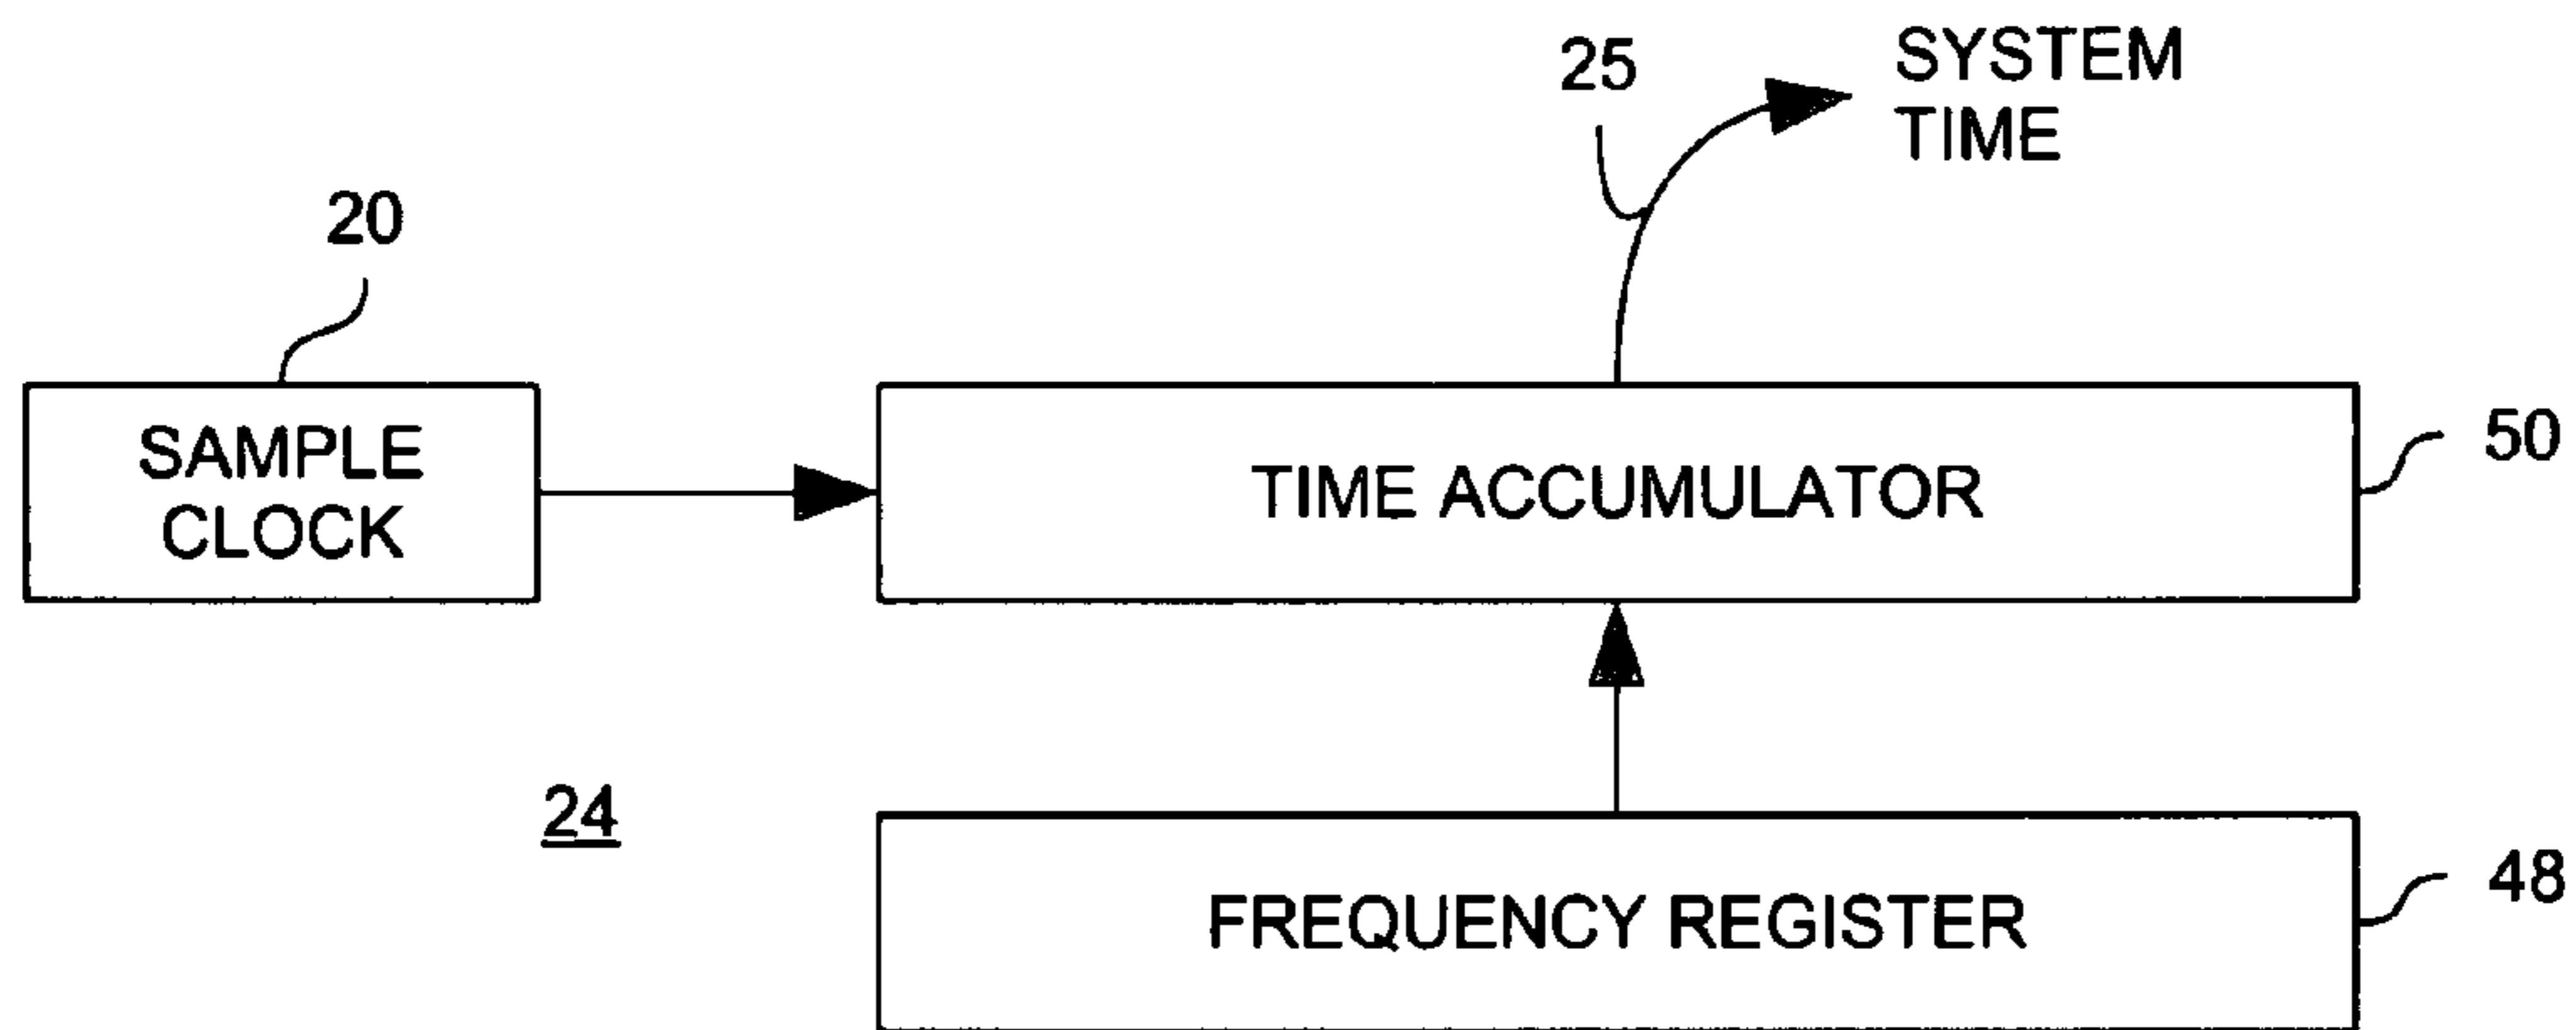 25
SYSTEM
TIME
20
SAMPLE
CLOCK
TIME ACCUMULATOR
50
24
FREQUENCY REGISTER
48